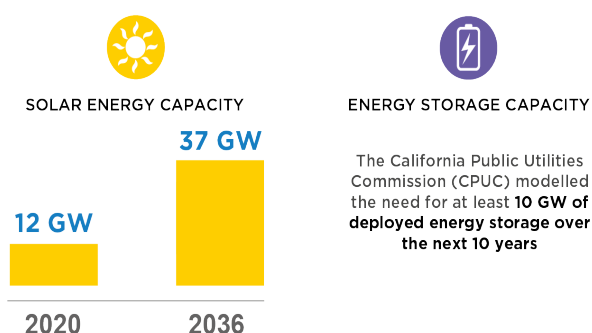 SOLAR ENERGY CAPACITY
37 GW
12 GW
2020
2036
ENERGY STORAGE CAPACITY
The California Public Utilities
Commission (CPUC) modelled
the need for at least 10 GW of
deployed energy storage over
the next 10 years